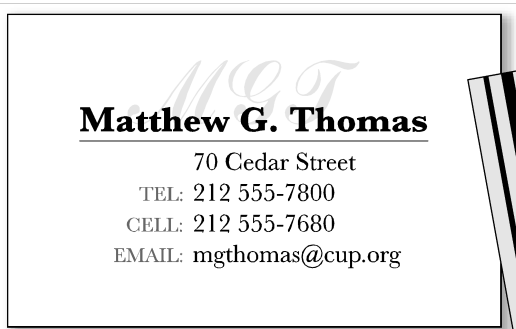 MGT
Matthew G. Thomas
70 Cedar Street
TEL: 212 555-7800
CELL: 212 555-7680
EMAIL: mgthomas@cup.org